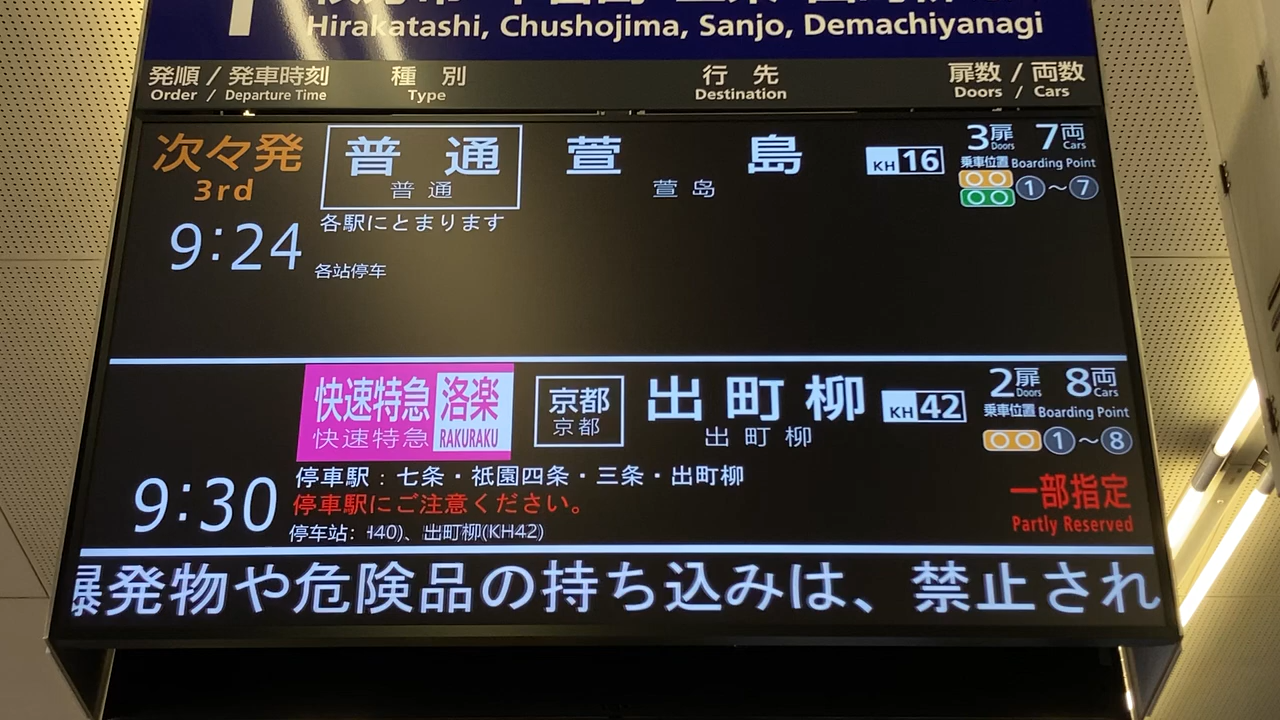 Hirakatashi, Chushojima, Sanjo, Demachiyanagi
発順 / 発車時刻 種 別 行 先 扉数 / 両数
Order / Departure Time Type Destination Doors / Cars
次々発 普 通 萱 島 KH 16 3扉 Doors 7両 Cars
3rd 普 通 萱 岛 乗車位置 Boarding Point
○○ ○○ 1~7
9:24 各駅にとまります
各站停车
快速特急 洛楽 京都 出町柳 KH 42 2扉 Doors 8両 Cars
快速特急 RAKURAKU 京都 出 町 柳 乗車位置 Boarding Point
○○ 1~8
9:30 停車駅:七条・祇園四条・三条・出町柳
停車駅にご注意ください。 一部指定
停车站: H40)、出町柳(KH42) Partly Reserved
爆発物や危険品の持ち込みは、禁止され